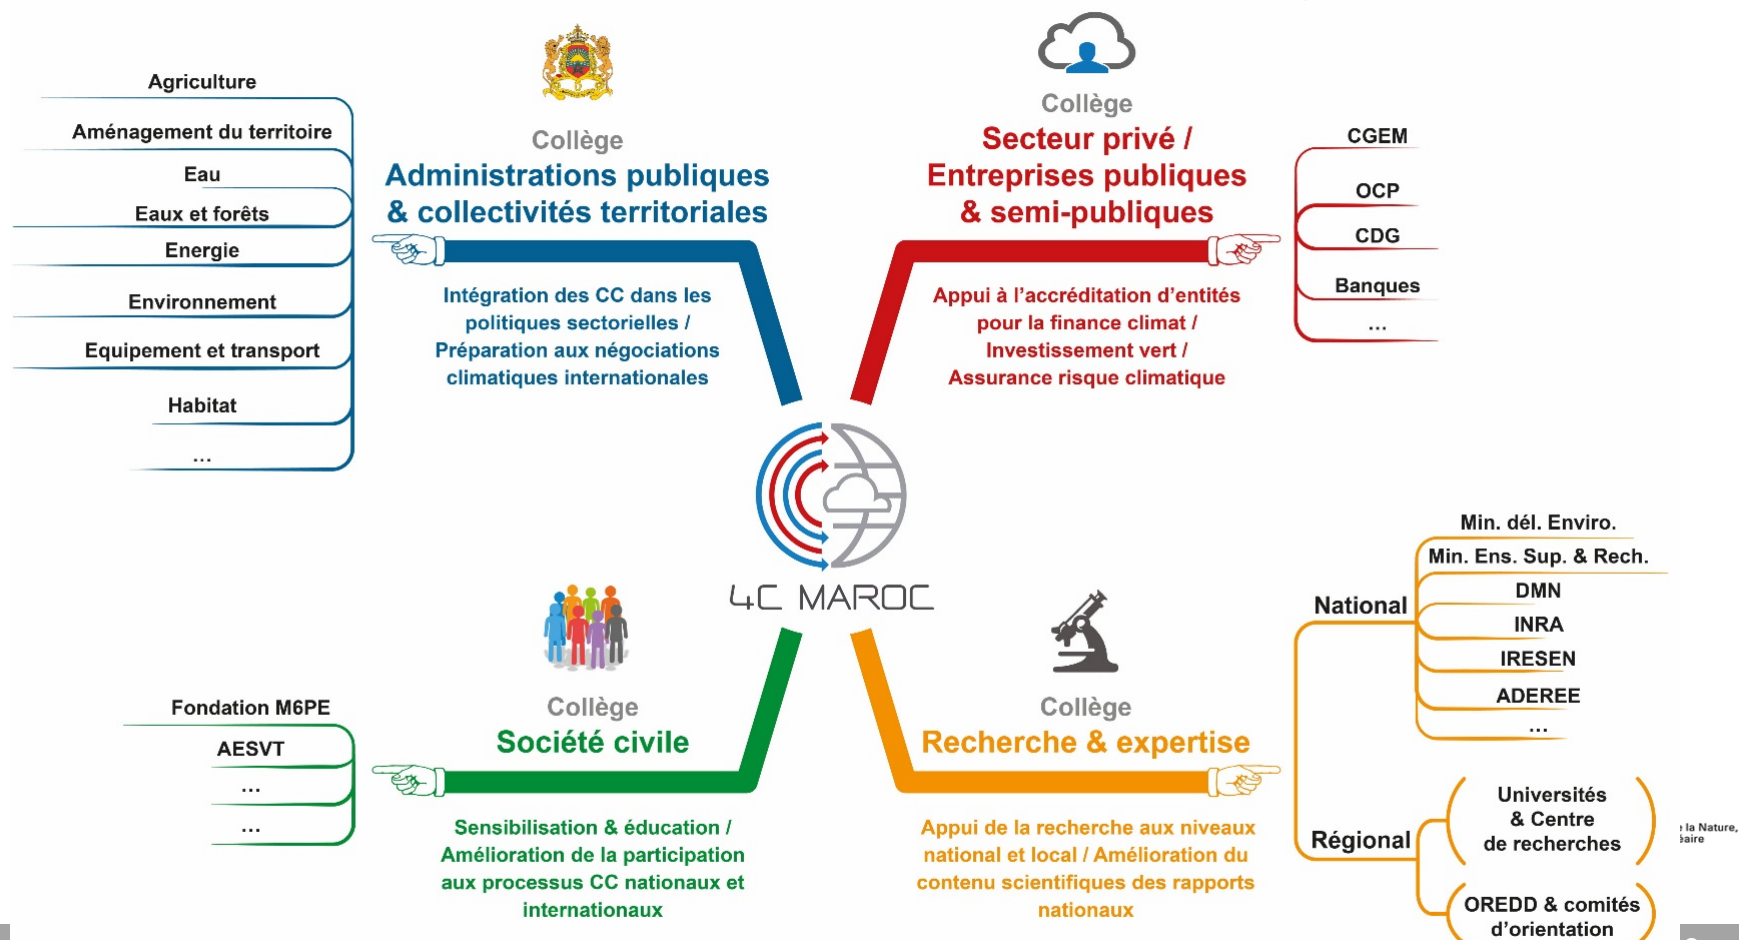 Agriculture
Aménagement du territoire
Eau
Eaux et forêts
Energie
Environnement
Equipement et transport
Habitat
...
Collège
Administrations publiques
& collectivités territoriales
Intégration des CC dans les
politiques sectorielles /
Préparation aux négociations
climatiques internationales
Collège
Secteur privé /
Entreprises publiques
& semi-publiques
Appui à l'accréditation d'entités
pour la finance climat /
Investissement vert /
Assurance risque climatique
CGEM
OCP
CDG
Banques
...
4C MAROC
Fondation M6PE
AESVT
...
...
Collège
Société civile
Sensibilisation & éducation /
Amélioration de la participation
aux processus CC nationaux et
internationaux
Collège
Recherche & expertise
Appui de la recherche aux niveaux
national et local / Amélioration du
contenu scientifiques des rapports
nationaux
National
Min. dél. Enviro.
Min. Ens. Sup. & Rech.
DMN
INRA
IRESEN
ADEREE
...
Régional
Universités
& Centre
de recherches
OREDD & comités
d'orientation
la Nature,